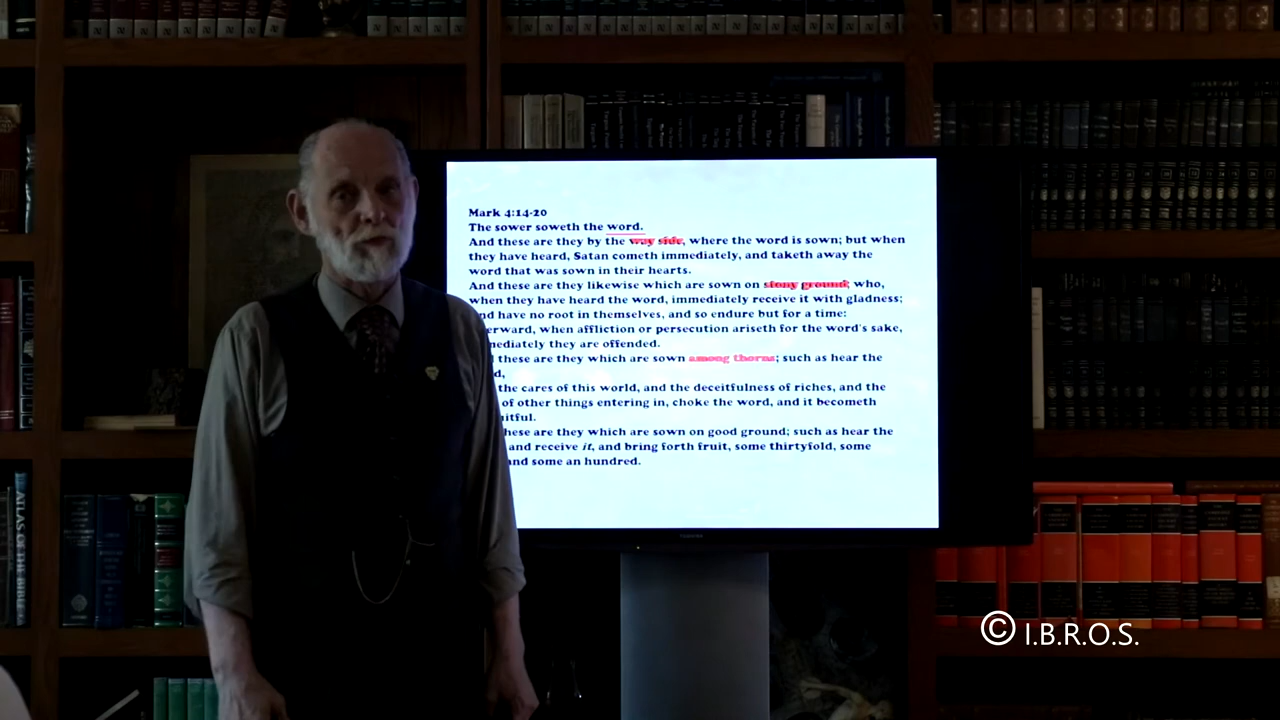 Mark 4:14-20
The sower soweth the word.
And these are they by the way side, where the word is sown; but when
they have heard, Satan cometh immediately, and taketh away the
word that was sown in their hearts.
And these are they likewise which are sown on stony ground; who,
when they have heard the word, immediately receive it with gladness;
nd have no root in themselves, and so endure but for a time:
erward, when affliction or persecution ariseth for the word's sake,
nediately they are offended.
these are they which are sown among thorns; such as hear the
d,
the cares of this world, and the deceitfulness of riches, and the
of other things entering in, choke the word, and it becometh
uitful.
hese are they which are sown on good ground; such as hear the
and receive it, and bring forth fruit, some thirtyfold, some
and some an hundred.
ATLAS OF THE BIBLE
© I.B.R.O.S.